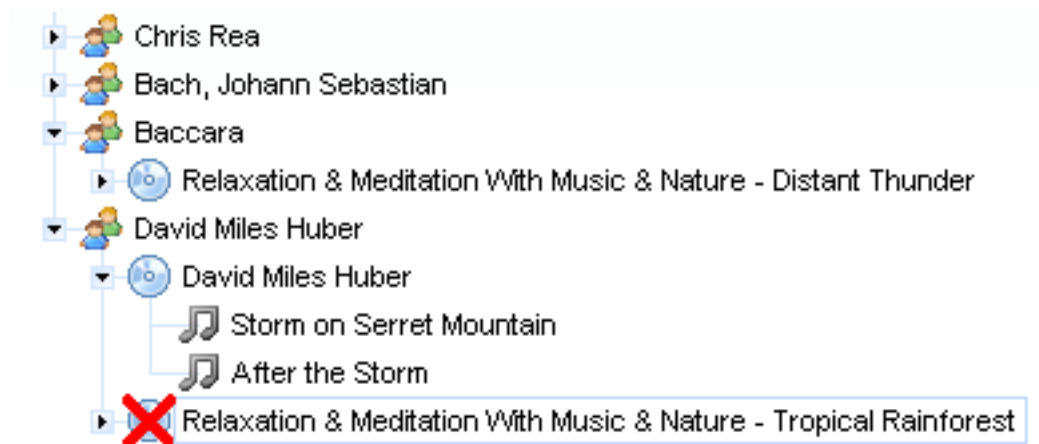 Chris Rea
Bach, Johann Sebastian
Baccara
Relaxation & Meditation With Music & Nature - Distant Thunder
David Miles Huber
David Miles Huber
Storm on Serret Mountain
After the Storm
Relaxation & Meditation With Music & Nature - Tropical Rainforest